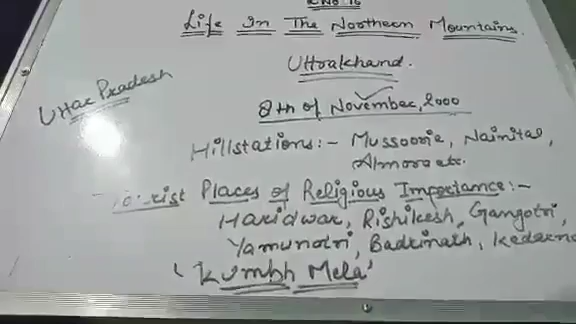 Life In The Northern Mountains.
Uttrakhand.
Uttar Pradesh
8th of November, 2000
Hillstations:- Mussoorie, Nainital,
Almora etc.
Tourist Places of Religious Importance:-
Haridwar, Rishikesh, Gangotri,
Yamunotri, Badrinath,
'Kumbh Mela'